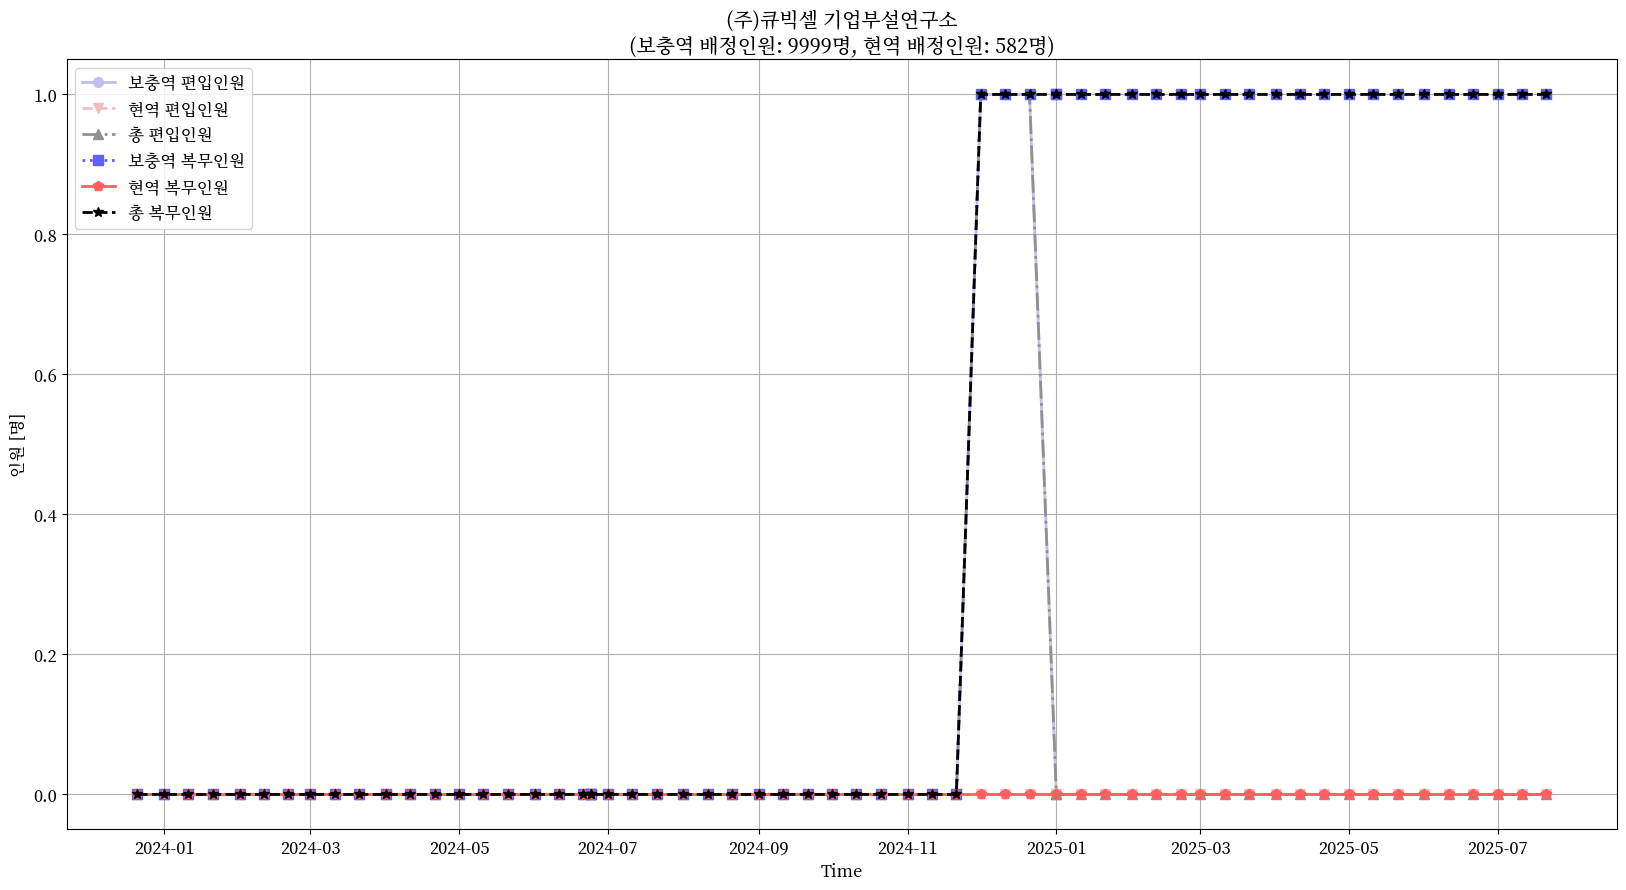 (주)큐빅셀 기업부설연구소
(보충역 배정인원: 9999명, 현역 배정인원: 582명)
보충역 편입인원
현역 편입인원
총 편입인원
보충역 복무인원
현역 복무인원
총 복무인원
인원 [명]
1.0
0.8
0.6
0.4
0.2
0.0
2024-01
2024-03
2024-05
2024-07
2024-09
2024-11
2025-01
2025-03
2025-05
2025-07
Time